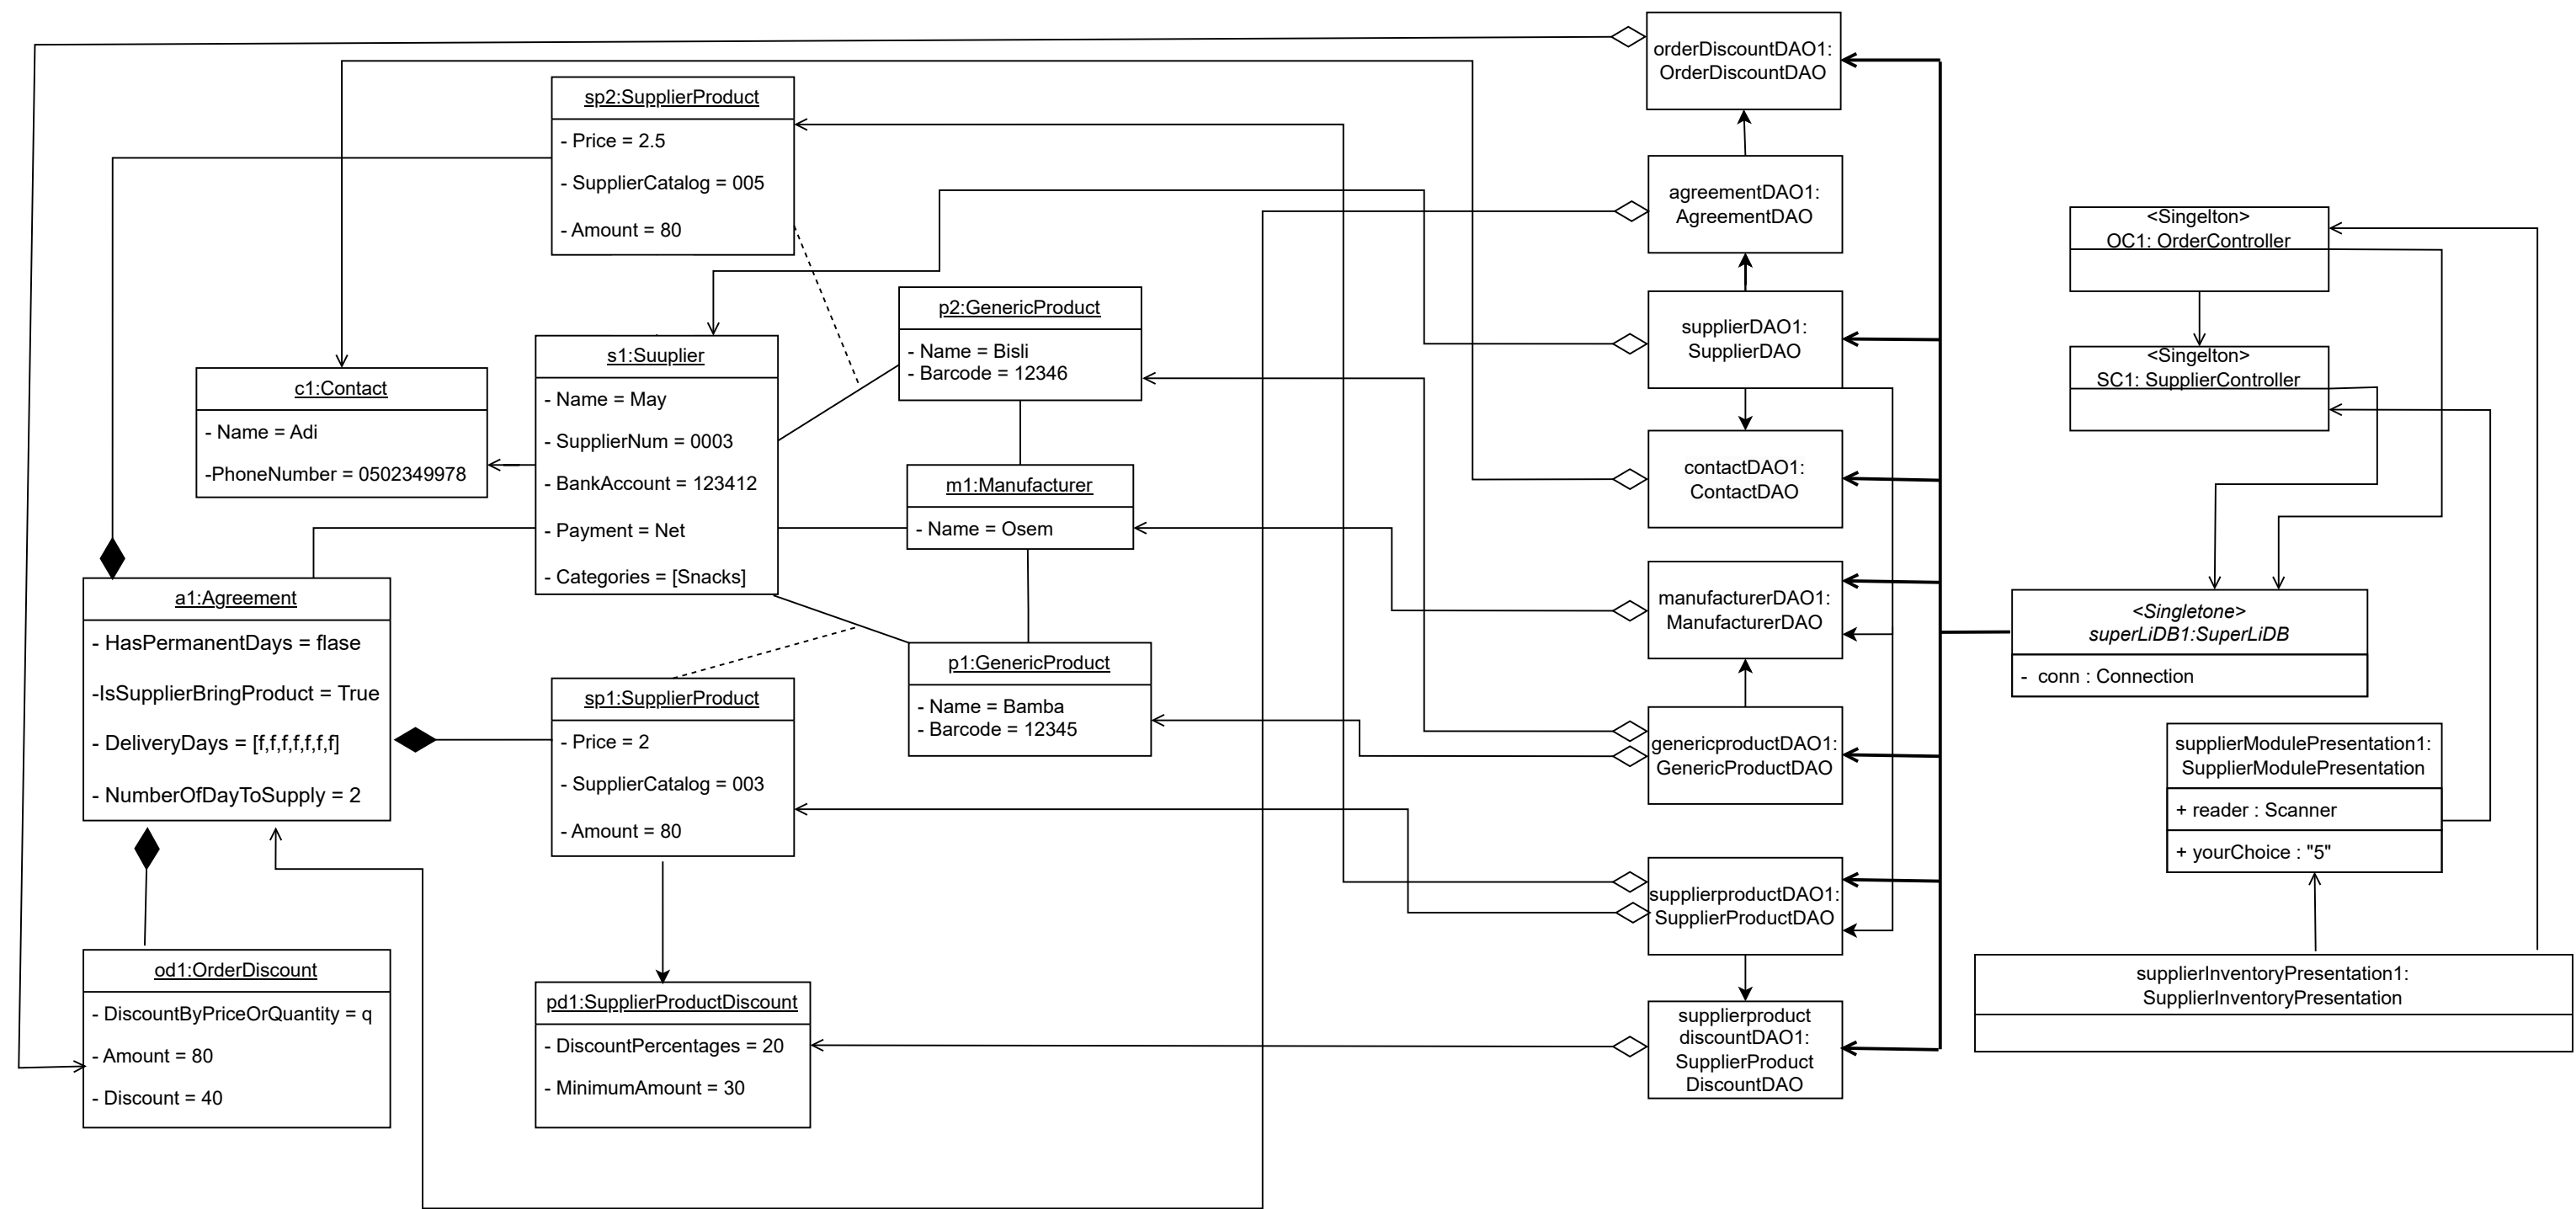 orderDiscountDAO1:
OrderDiscountDAO
sp2:SupplierProduct
- Price = 2.5
- SupplierCatalog = 005
- Amount = 80
agreementDAO1:
AgreementDAO
<Singelton>
OC1: OrderController
p2:GenericProduct
- Name = Bisli
- Barcode = 12346
supplierDAO1:
SupplierDAO
s1:Suuplier
- Name = May
- SupplierNum = 0003
- BankAccount = 123412
- Payment = Net
- Categories = [Snacks]
<Singelton>
SC1: SupplierController
c1:Contact
- Name = Adi
-PhoneNumber = 0502349978
contactDAO1:
ContactDAO
m1:Manufacturer
- Name = Osem
manufacturerDAO1:
ManufacturerDAO
<Singletone>
superLiDB1:SuperLiDB
- conn : Connection
a1:Agreement
- HasPermanentDays = flase
-IsSupplierBringProduct = True
- DeliveryDays = [f,f,f,f,f,f,f]
- NumberOfDayToSupply = 2
p1:GenericProduct
- Name = Bamba
- Barcode = 12345
sp1:SupplierProduct
- Price = 2
- SupplierCatalog = 003
- Amount = 80
genericproductDAO1:
GenericProductDAO
supplierModulePresentation1:
SupplierModulePresentation
+ reader : Scanner
+ yourChoice : "5"
supplierproductDAO1:
SupplierProductDAO
od1:OrderDiscount
- DiscountByPriceOrQuantity = q
- Amount = 80
- Discount = 40
pd1:SupplierProductDiscount
- DiscountPercentages = 20
- MinimumAmount = 30
supplierproduct
discountDAO1:
SupplierProduct
DiscountDAO
supplierInventoryPresentation1:
SupplierInventoryPresentation